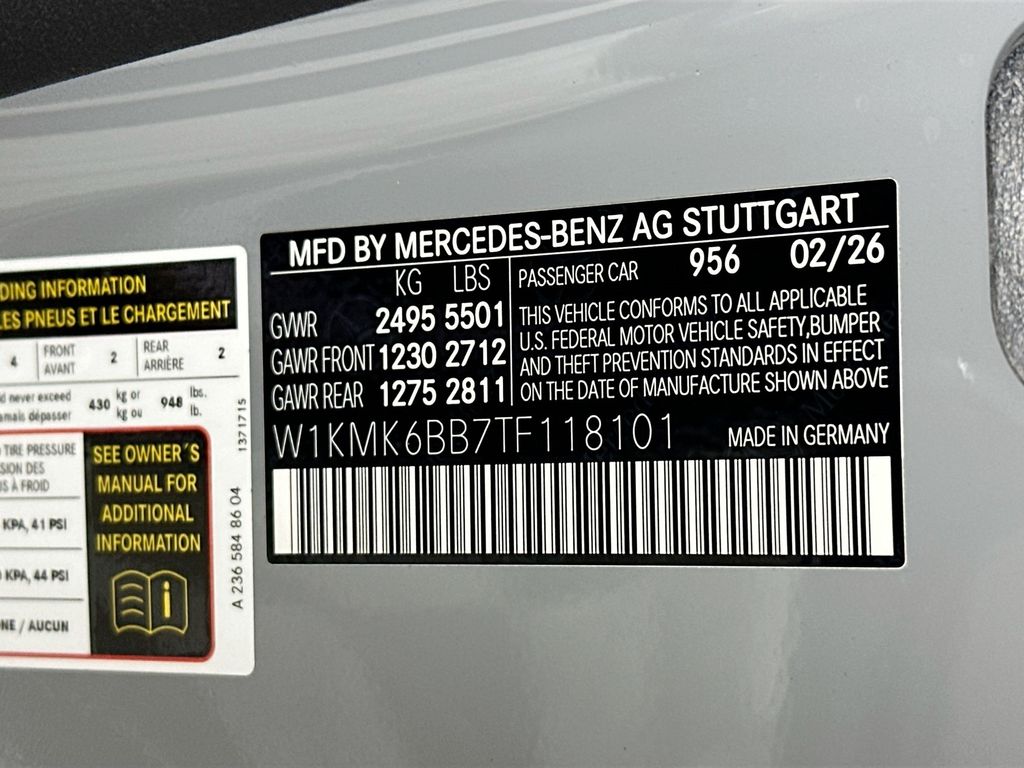 DING INFORMATION
LES PNEUS ET LE CHARGEMENT
4 FRONT AVANT 2 REAR ARRIÈRE 2
never exceed
dépasser
430 kg or kg ou 948 lbs. lb.
TIRE PRESSURE
SION DES
S À FROID
KPA, 41 PSI
KPA, 44 PSI
NE / AUCUN
SEE OWNER´S
MANUAL FOR
ADDITIONAL
INFORMATION
i
1371715
A 236 584 86 04
MFD BY MERCEDES-BENZ AG STUTTGART
KG LBS
GVWR 2495 5501
GAWR FRONT 1230 2712
GAWR REAR 1275 2811
PASSENGER CAR 956 02/26
THIS VEHICLE CONFORMS TO ALL APPLICABLE
U.S. FEDERAL MOTOR VEHICLE SAFETY,BUMPER
AND THEFT PREVENTION STANDARDS IN EFFECT
ON THE DATE OF MANUFACTURE SHOWN ABOVE
W1KMK6BB7TF118101 MADE IN GERMANY